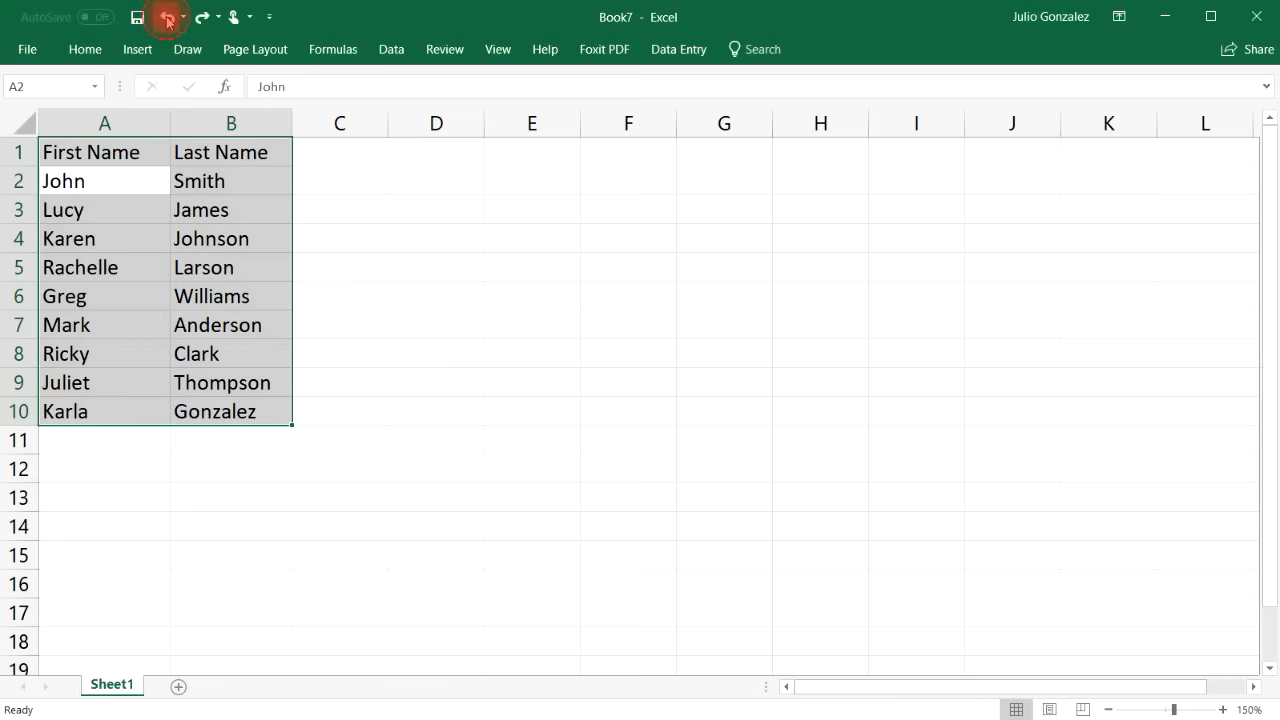 AutoSave Off Book7 - Excel Julio Gonzalez
File Home Insert Draw Page Layout Formulas Data Review View Help Foxit PDF Data Entry Search Share
A2 fx John
A B C D E F G H I J K L
1 First Name Last Name
2 John Smith
3 Lucy James
4 Karen Johnson
5 Rachelle Larson
6 Greg Williams
7 Mark Anderson
8 Ricky Clark
9 Juliet Thompson
10 Karla Gonzalez
11
12
13
14
15
16
17
18
19
Sheet1
Ready 150%